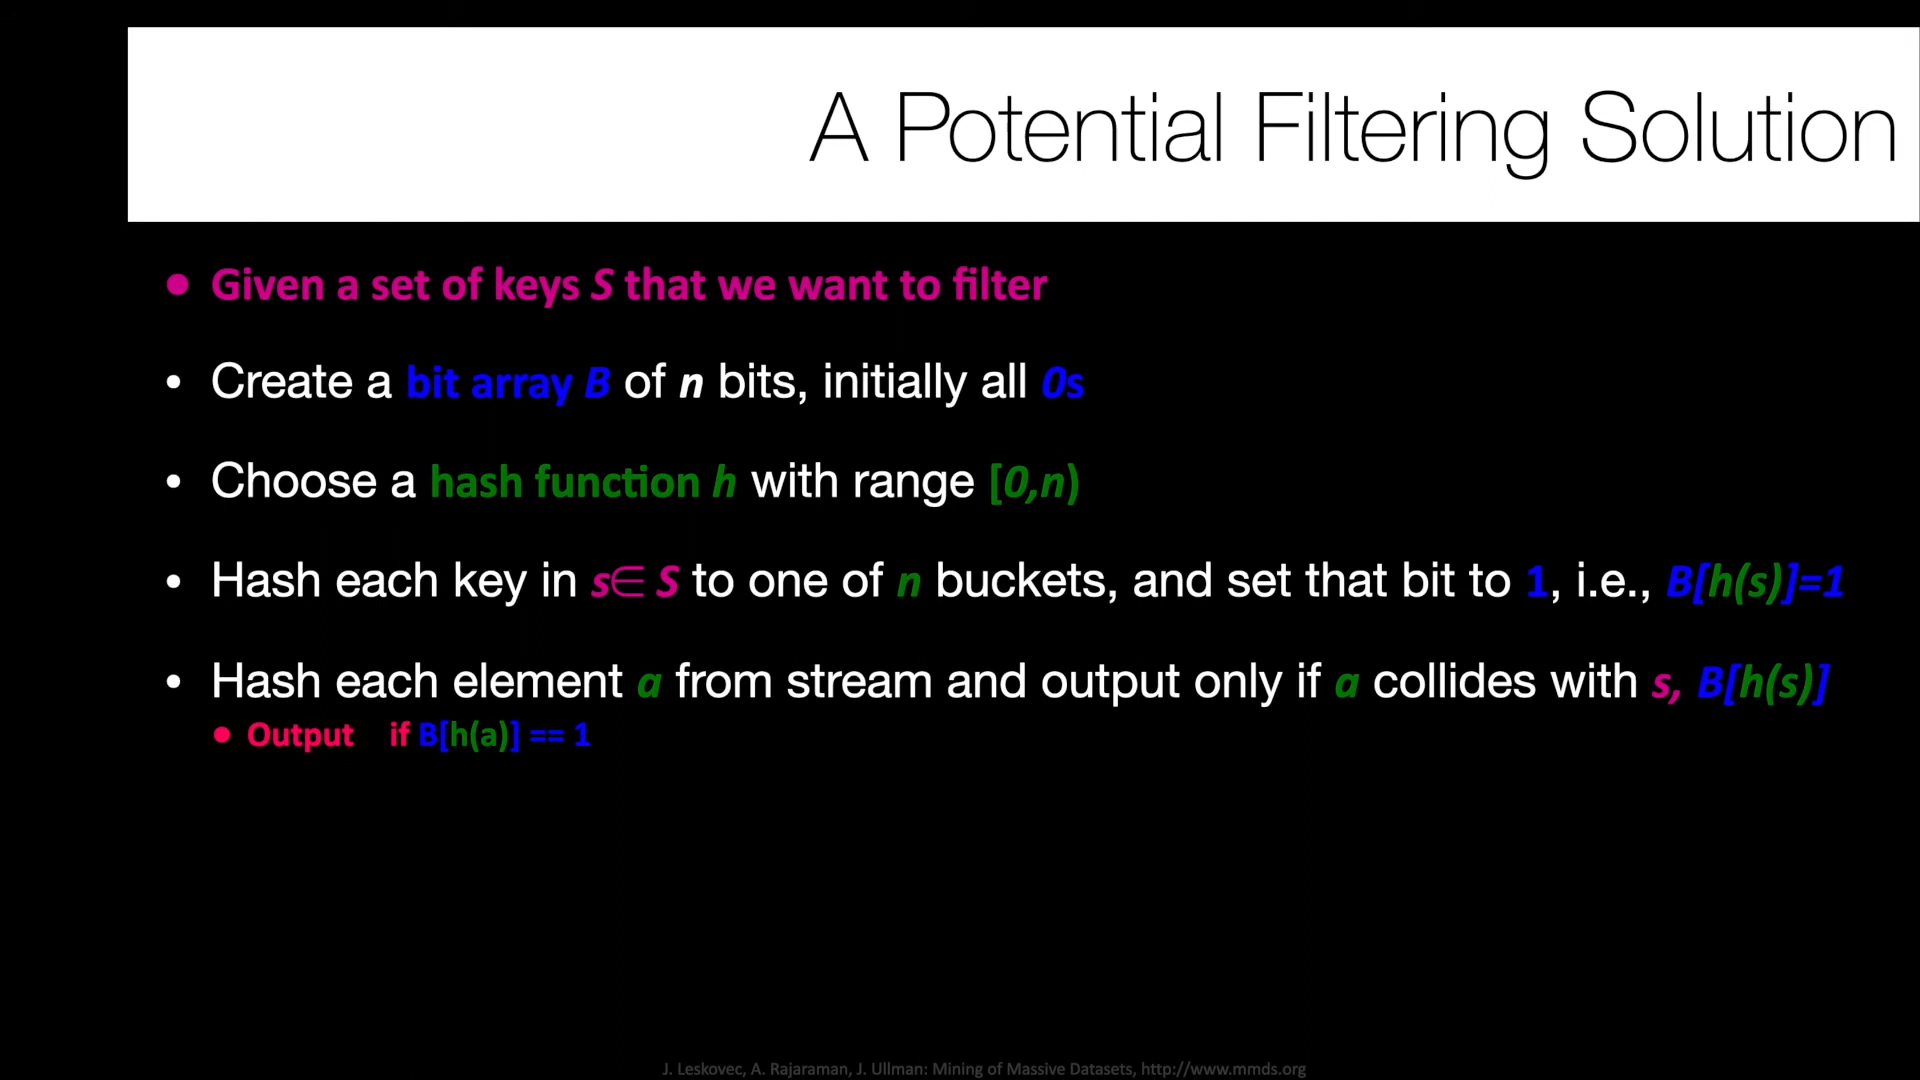 A Potential Filtering Solution
● Given a set of keys S that we want to filter
• Create a bit array B of n bits, initially all 0s
• Choose a hash function h with range [0,n)
• Hash each key in s∈ S to one of n buckets, and set that bit to 1, i.e., B[h(s)]=1
• Hash each element a from stream and output only if a collides with s, B[h(s)]
● Output if B[h(a)] == 1
J. Leskovec, A. Rajaraman, J. Ullman: Mining of Massive Datasets, http://www.mmds.org